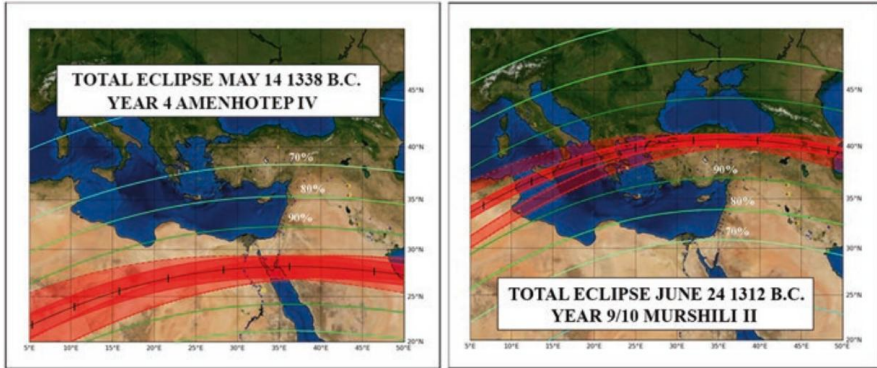 TOTAL ECLIPSE MAY 14 1338 B.C.
YEAR 4 AMENHOTEP IV
45°N
40°N
35°N
30°N
25°N
20°N
70%
80%
90%
5°E
10°E
15°E
20°E
25°E
30°E
35°E
40°E
45°E
50°E
45°N
40°N
35°N
30°N
25°N
20°N
90%
80%
70%
TOTAL ECLIPSE JUNE 24 1312 B.C.
YEAR 9/10 MURSHILI II
5°E
10°E
15°E
20°E
25°E
30°E
35°E
40°E
45°E
50°E